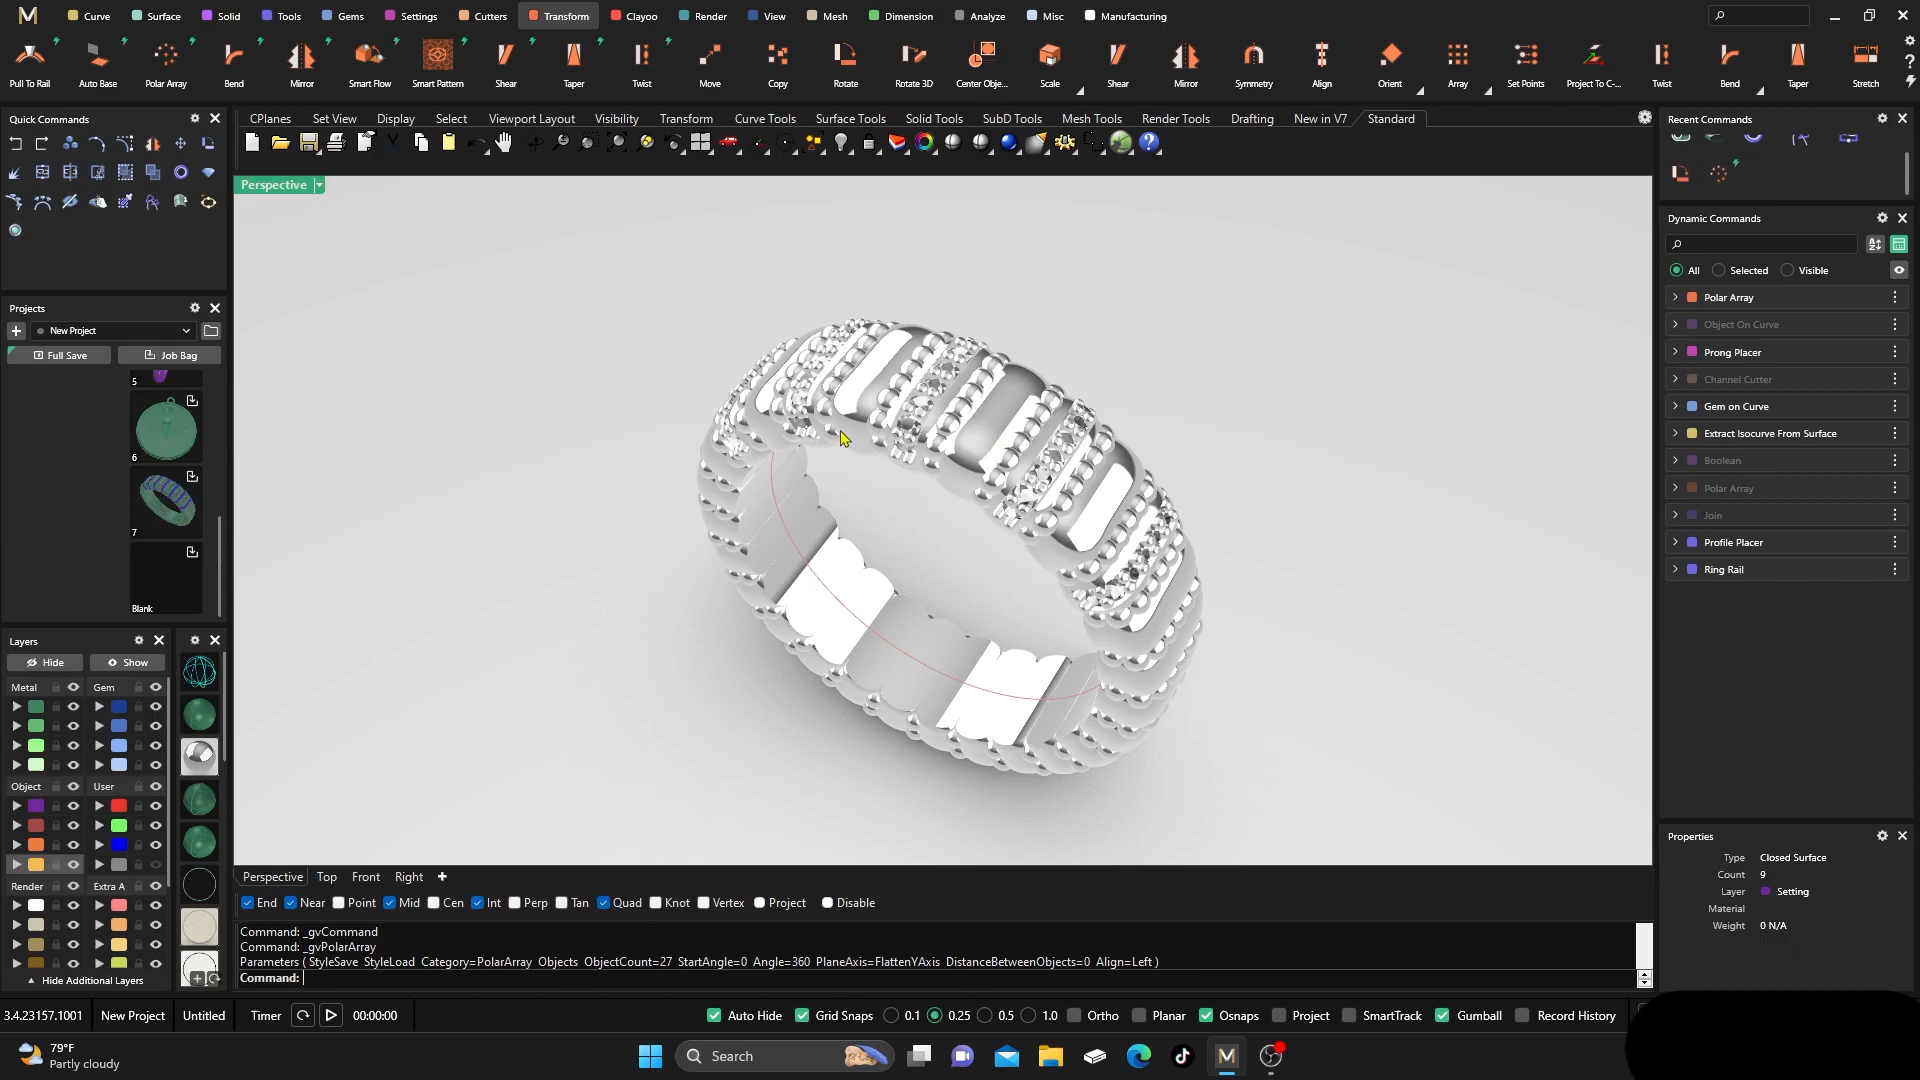 M Curve Surface Solid Tools Gems Settings Cutters Transform Clayoo Render View Mesh Dimension Analyze Misc Manufacturing
Pull To Rail Auto Base Polar Array Bend Mirror Smart Flow Smart Pattern Shear Taper Twist Move Copy Rotate Rotate 3D Center Obje... Scale Shear Mirror Symmetry Align Orient Array Set Points Project To C-... Twist Bend Taper Stretch
Quick Commands
CPlanes Set View Display Select Viewport Layout Visibility Transform Curve Tools Surface Tools Solid Tools SubD Tools Mesh Tools Render Tools Drafting New in V7 Standard
Recent Commands
Perspective
Dynamic Commands
All Selected Visible
Polar Array
Object On Curve
Prong Placer
Channel Cutter
Gem on Curve
Extract Isocurve From Surface
Boolean
Polar Array
Join
Profile Placer
Ring Rail
Projects
New Project
Full Save Job Bag
5
6
7
Blank
Layers
Hide Show
Metal Gem
Object User
Render Extra A
Hide Additional Layers
Properties
Type Closed Surface
Count 9
Layer Setting
Material
Weight 0 N/A
Perspective Top Front Right
End Near Point Mid Cen Int Perp Tan Quad Knot Vertex Project Disable
Command: _gvCommand
Command: _gvPolarArray
Parameters ( StyleSave StyleLoad Category=PolarArray Objects ObjectCount=27 StartAngle=0 Angle=360 PlaneAxis=FlattenYAxis DistanceBetweenObjects=0 Align=Left )
Command:
3.4.23157.1001 New Project Untitled Timer 00:00:00 Auto Hide Grid Snaps 0.1 0.25 0.5 1.0 Ortho Planar Osnaps Project SmartTrack Gumball Record History
79°F
Partly cloudy
Search
M